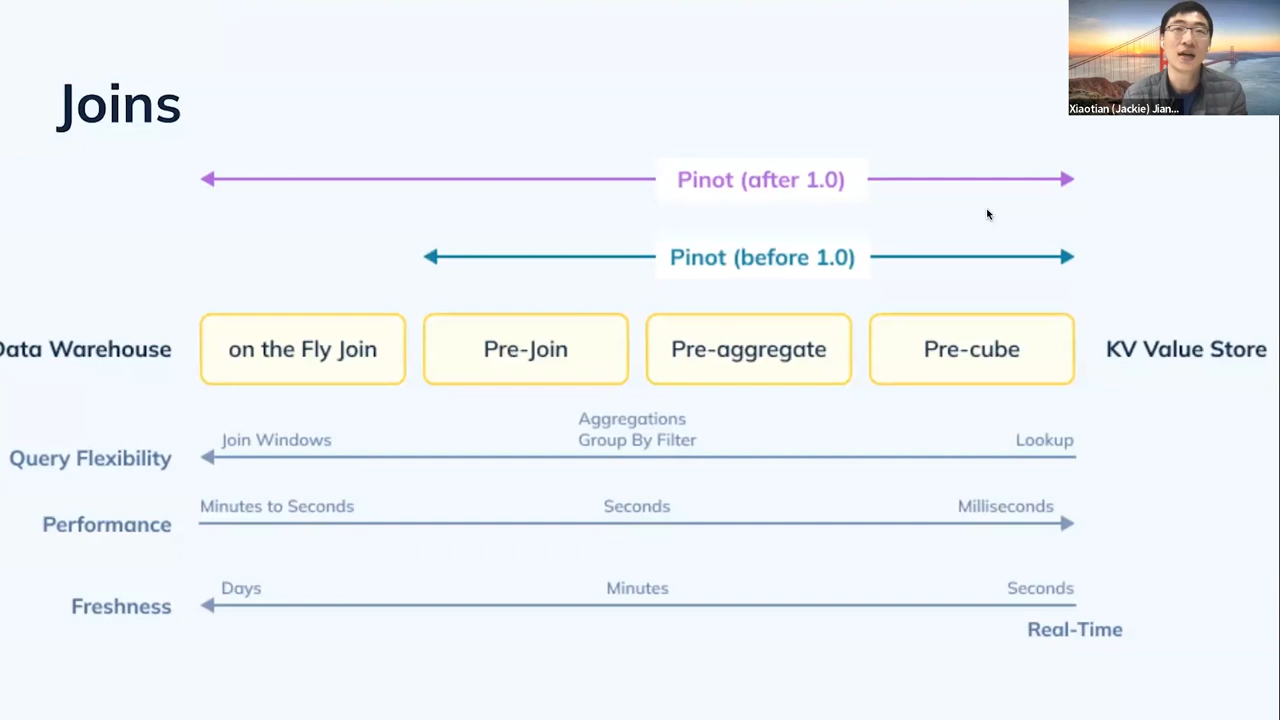 Xiaotian (Jackie) Jian...
Joins
Pinot (after 1.0)
Pinot (before 1.0)
Data Warehouse
on the Fly Join
Pre-Join
Pre-aggregate
Pre-cube
KV Value Store
Query Flexibility
Join Windows
Aggregations
Group By Filter
Lookup
Performance
Minutes to Seconds
Seconds
Milliseconds
Freshness
Days
Minutes
Seconds
Real-Time